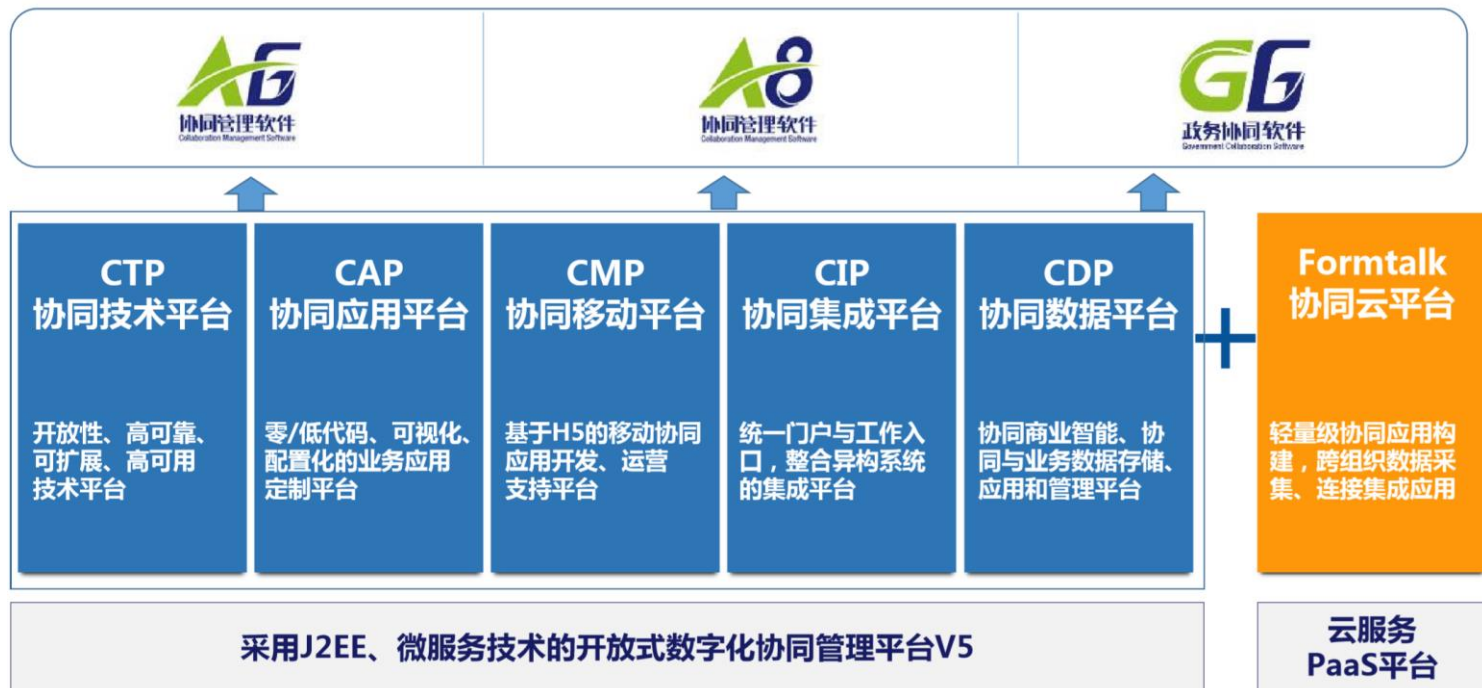 A6
协同管理软件
Collaboration Management Software
A8
协同管理软件
Collaboration Management Software
G6
政务协同软件
Government Collaboration Software
CTP
协同技术平台
开放性、高可靠、
可扩展、高可用
技术平台
CAP
协同应用平台
零/低代码、可视化、
配置化的业务应用
定制平台
CMP
协同移动平台
基于H5的移动协同
应用开发、运营
支持平台
CIP
协同集成平台
统一门户与工作入
口，整合异构系统
的集成平台
CDP
协同数据平台
协同商业智能、协
同与业务数据存储、
应用和管理平台
+
Formtalk
协同云平台
轻量级协同应用构
建，跨组织数据采
集、连接集成应用
采用J2EE、微服务技术的开放式数字化协同管理平台V5
云服务
PaaS平台